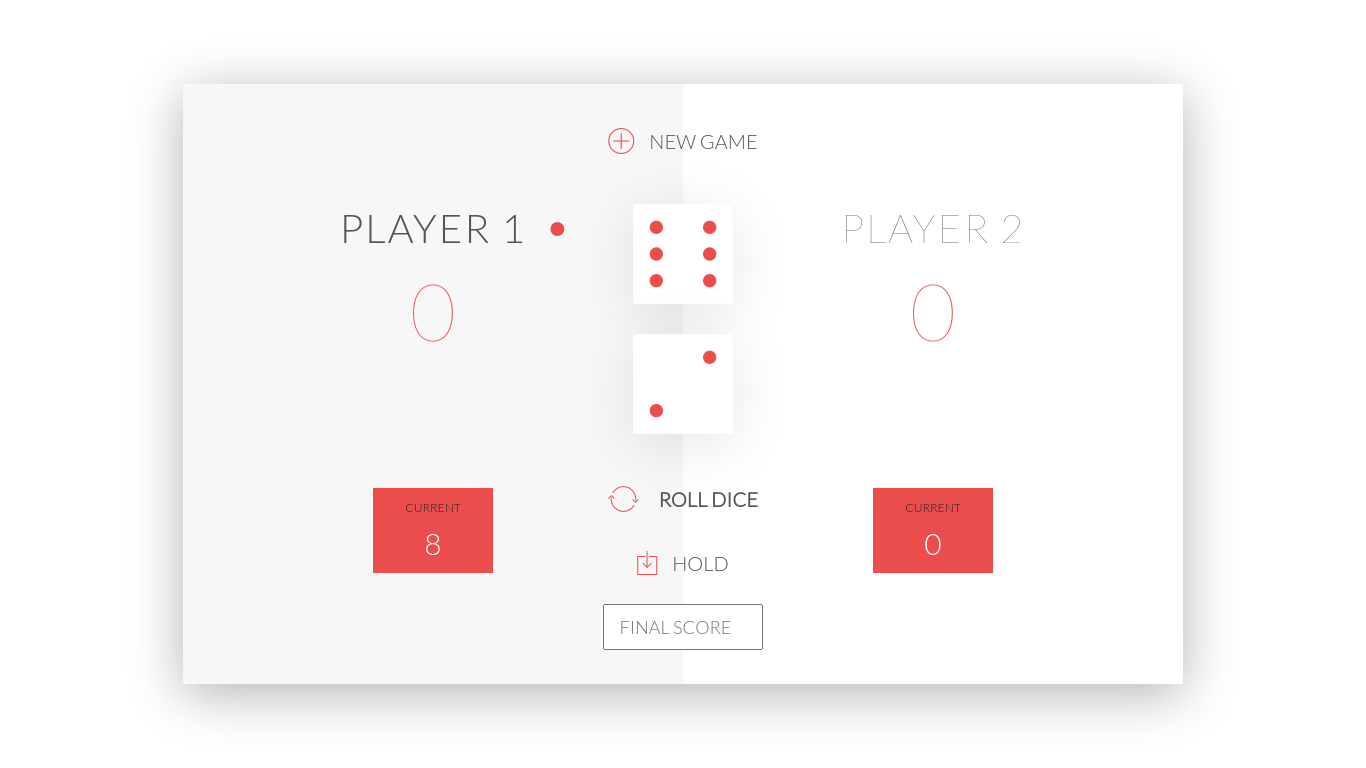 NEW GAME
PLAYER 1
0
PLAYER 2
0
CURRENT
8
ROLL DICE
HOLD
FINAL SCORE
CURRENT
0